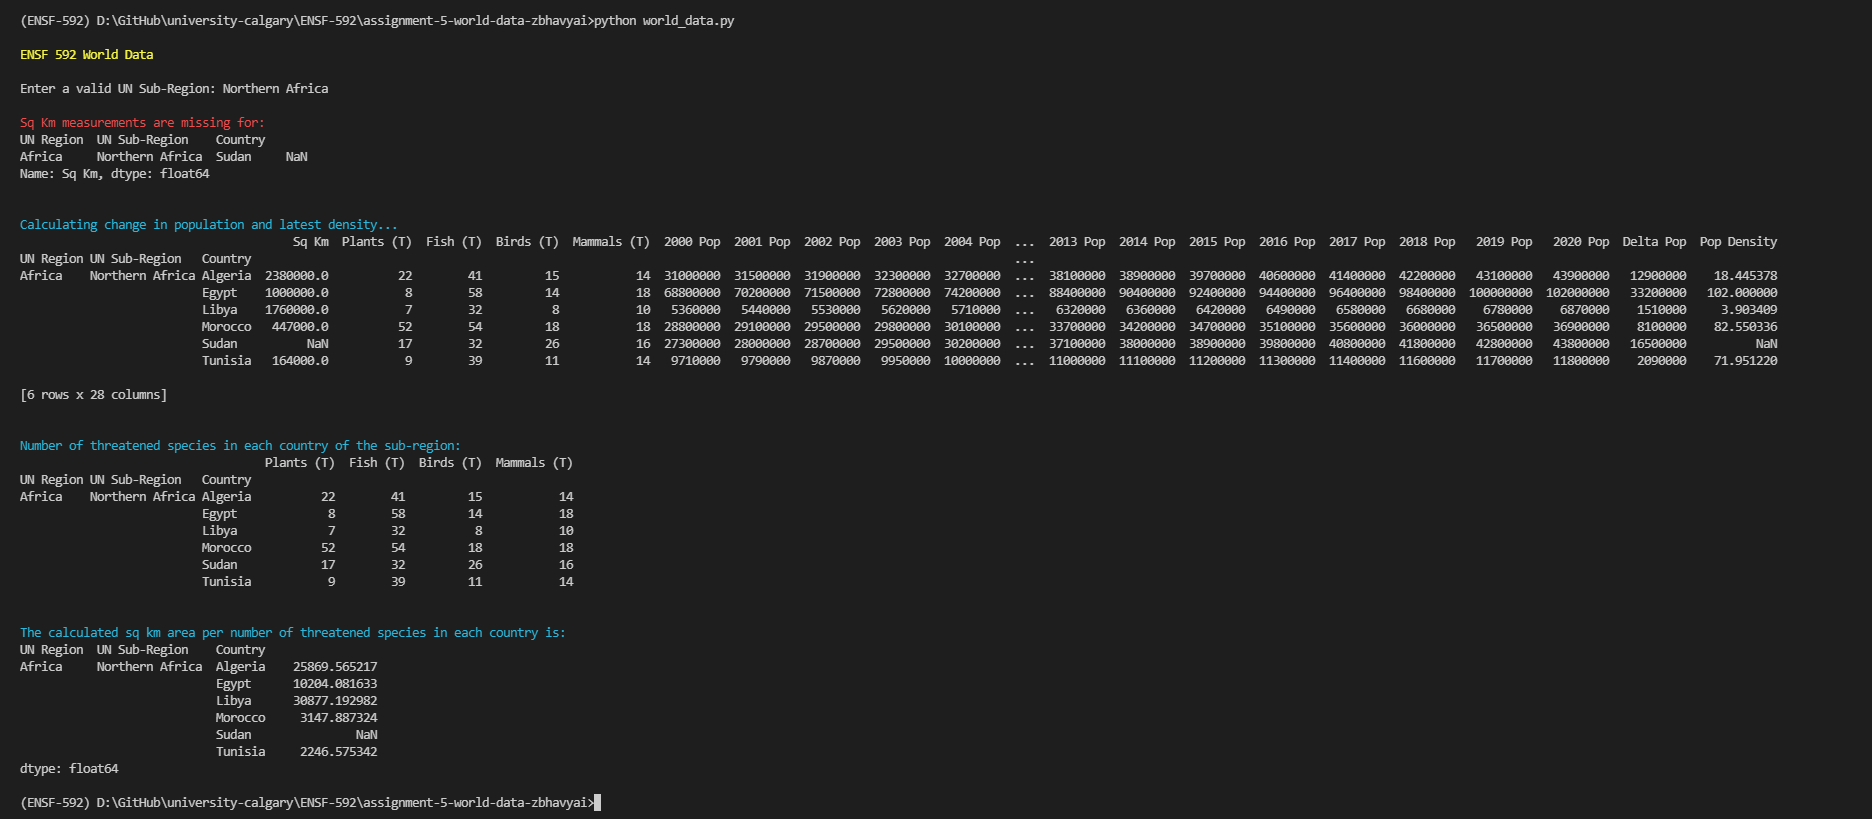 (ENSF-592) D:\GitHub\university-calgary\ENSF-592\assignment-5-world-data-zbhavyai>python world_data.py
ENSF 592 World Data
Enter a valid UN Sub-Region: Northern Africa
Sq Km measurements are missing for:
UN Region  UN Sub-Region    Country
Africa     Northern Africa  Sudan     NaN
Name: Sq Km, dtype: float64
Calculating change in population and latest density...
Sq Km  Plants (T)  Fish (T)  Birds (T)  Mammals (T)  2000 Pop  2001 Pop  2002 Pop  2003 Pop  2004 Pop  ...  2013 Pop  2014 Pop  2015 Pop  2016 Pop  2017 Pop  2018 Pop   2019 Pop   2020 Pop  Delta Pop  Pop Density
UN Region UN Sub-Region   Country  ...
Africa    Northern Africa Algeria  2380000.0          22        41         15           14  31000000  31500000  31900000  32300000  32700000  ...  38100000  38900000  39700000  40600000  41400000  42200000   43100000   43900000   12900000    18.445378
Egypt    1000000.0           8        58         14           18  68800000  70200000  71500000  72800000  74200000  ...  88400000  90400000  92400000  94400000  96400000  98400000  100000000  102000000   33200000   102.000000
Libya    1760000.0           7        32          8           10   5360000   5440000   5530000   5620000   5710000  ...   6320000   6360000   6420000   6490000   6580000   6680000    6780000    6870000    1510000     3.903409
Morocco   447000.0          52        54         18           18  28800000  29100000  29500000  29800000  30100000  ...  33700000  34200000  34700000  35100000  35600000  36000000   36500000   36900000    8100000    82.550336
Sudan          NaN          17        32         26           16  27300000  28000000  28700000  29500000  30200000  ...  37100000  38000000  38900000  39800000  40800000  41800000   42800000   43800000   16500000          NaN
Tunisia   164000.0           9        39         11           14   9710000   9790000   9870000   9950000  10000000  ...  11000000  11100000  11200000  11300000  11400000  11600000   11700000   11800000    2090000    71.951220
[6 rows x 28 columns]
Number of threatened species in each country of the sub-region:
Plants (T)  Fish (T)  Birds (T)  Mammals (T)
UN Region UN Sub-Region   Country
Africa    Northern Africa Algeria          22        41         15           14
Egypt             8        58         14           18
Libya             7        32          8           10
Morocco          52        54         18           18
Sudan            17        32         26           16
Tunisia           9        39         11           14
The calculated sq km area per number of threatened species in each country is:
UN Region  UN Sub-Region    Country
Africa     Northern Africa  Algeria    25869.565217
Egypt      10204.081633
Libya      30877.192982
Morocco     3147.887324
Sudan               NaN
Tunisia     2246.575342
dtype: float64
(ENSF-592) D:\GitHub\university-calgary\ENSF-592\assignment-5-world-data-zbhavyai>